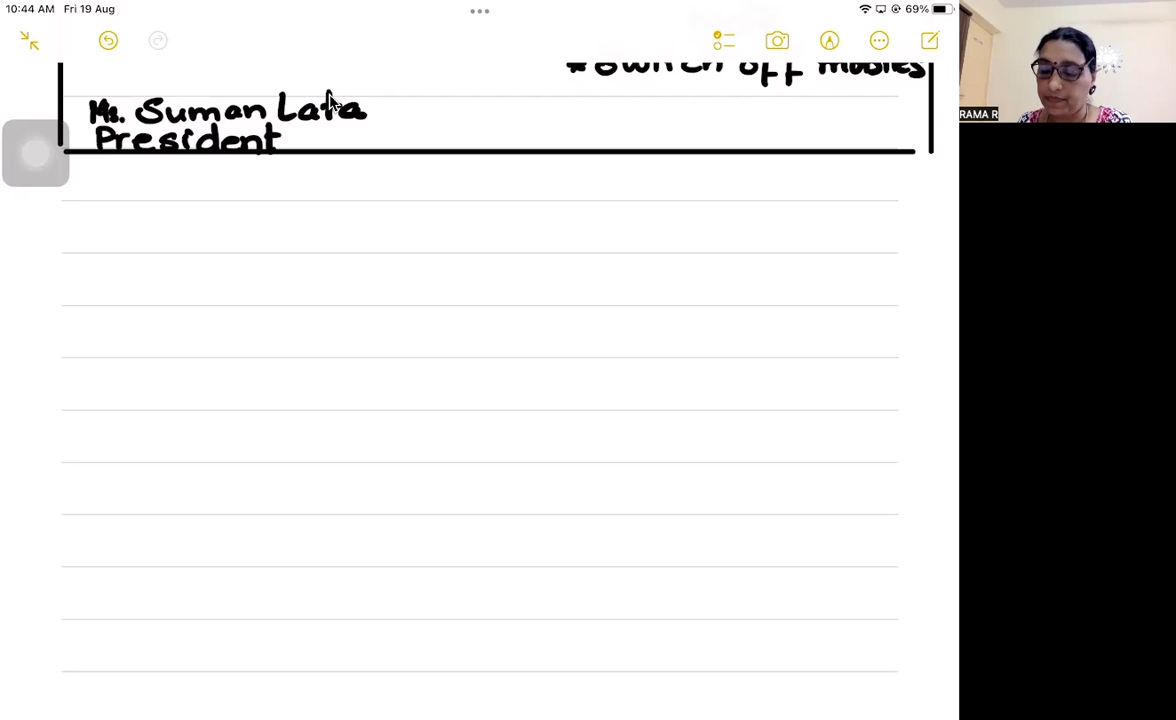 10:44 AM Fri 19 Aug
69%
* Switch off mobiles
Ms. Suman Lata
President
RAMA R